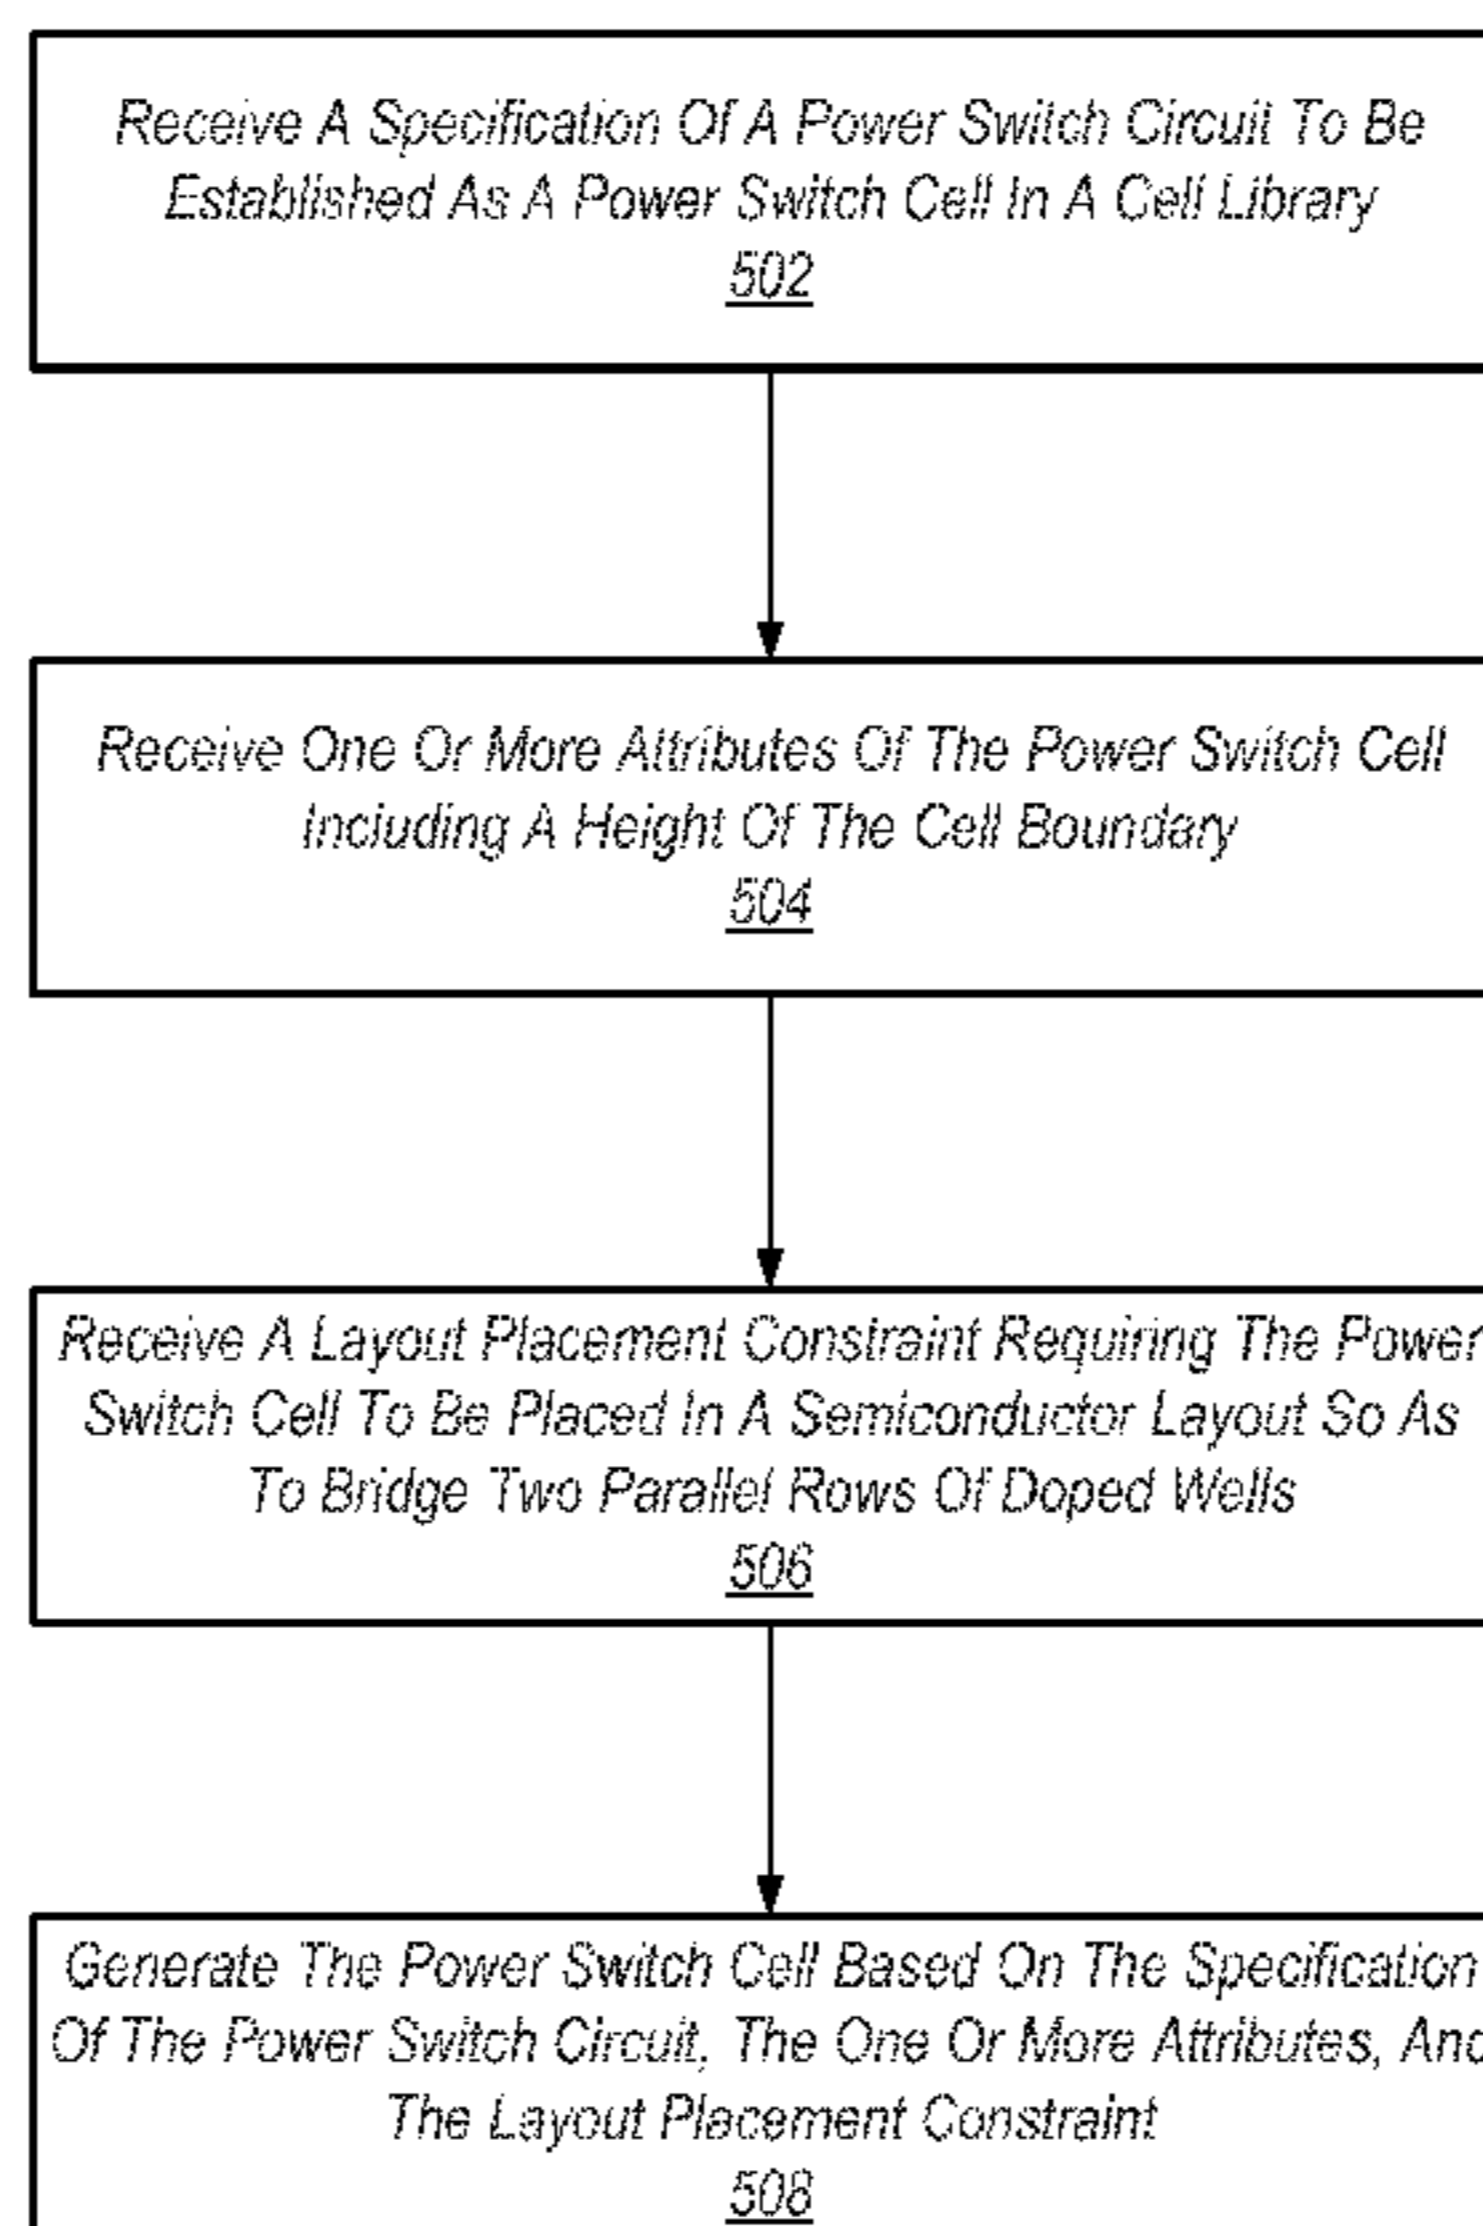 Receive A Specification Of A Power Switch Circuit To Be
Established As A Power Switch Cell In A Cell Library
502
Receive One Or More Attributes Of The Power Switch Cell
Including A Height Of The Cell Boundary
504
Receive A Layout Placement Constraint Requiring The Power
Switch Cell To Be Placed In A Semiconductor Layout So As
To Bridge Two Parallel Rows Of Doped Wells
506
Generate The Power Switch Cell Based On The Specification
Of The Power Switch Circuit, The One Or More Attributes, And
The Layout Placement Constraint
508